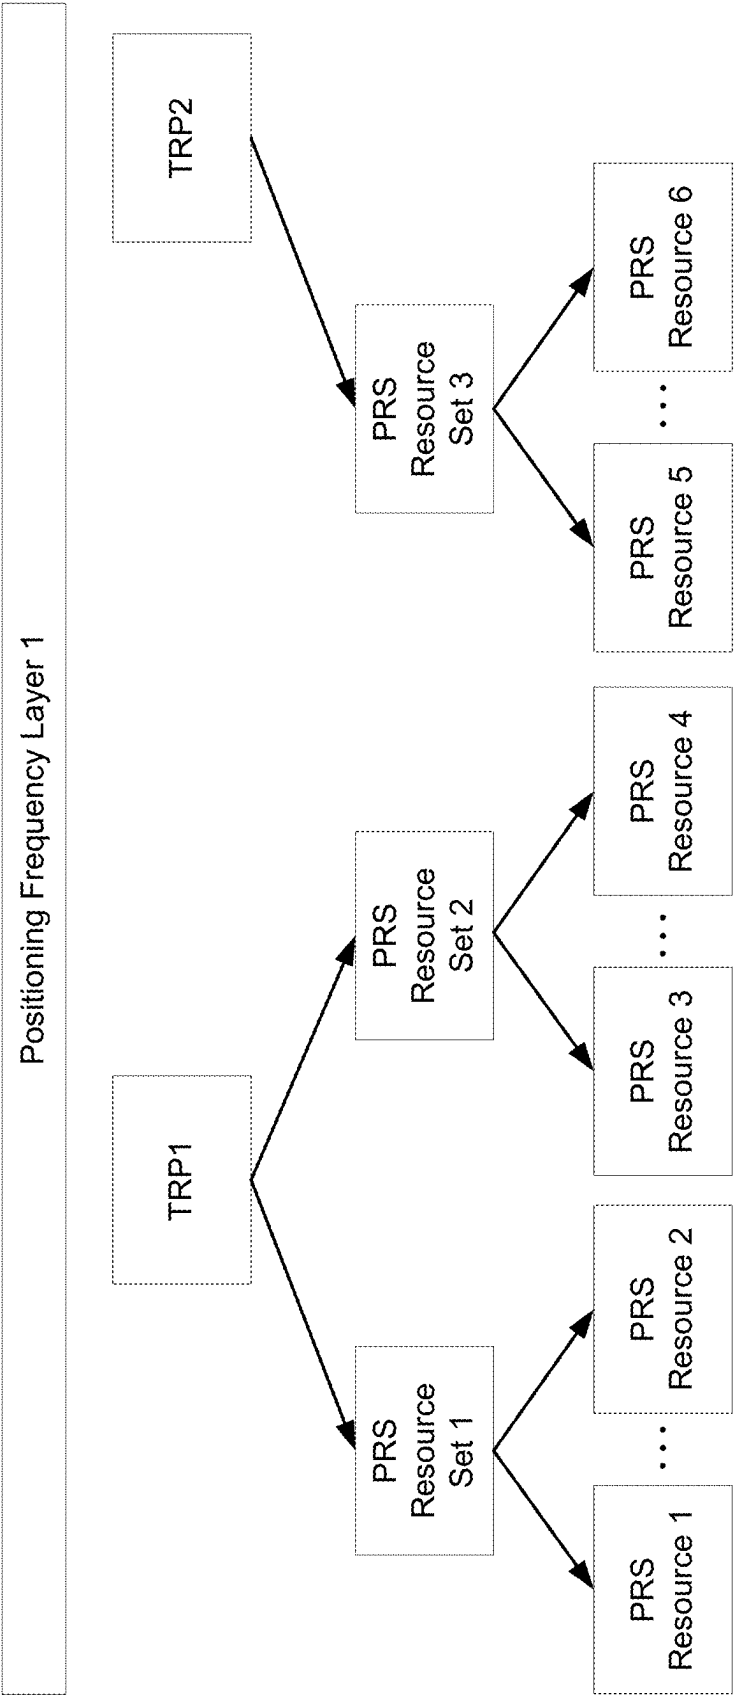 Positioning Frequency Layer 1
TRP1
TRP2
PRS
Resource
Set 1
PRS
Resource
Set 2
PRS
Resource
Set 3
PRS
Resource 1
...
PRS
Resource 2
PRS
Resource 3
...
PRS
Resource 4
PRS
Resource 5
...
PRS
Resource 6